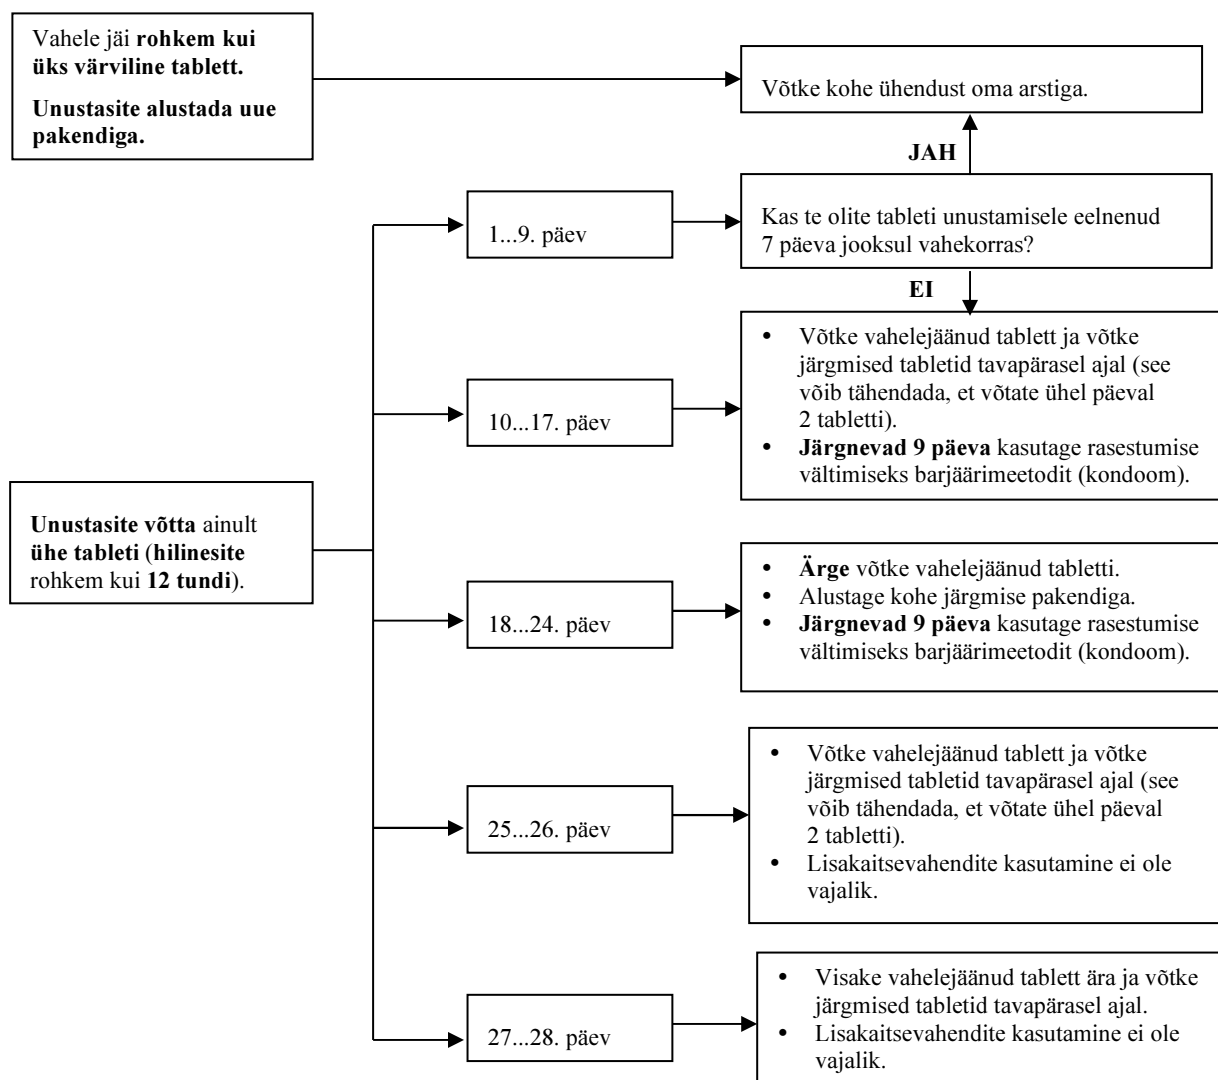 Vahele jäi rohkem kui
üks värviline tablett.
Unustasite alustada uue
pakendiga.
Võtke kohe ühendust oma arstiga.
JAH
1...9. päev
Kas te olite tableti unustamisele eelnenud
7 päeva jooksul vahekorras?
EI
10...17. päev
• Võtke vahelejäänud tablett ja võtke
järgmised tabletid tavapärasel ajal (see
võib tähendada, et võtate ühel päeval
2 tabletti).
• Järgnevad 9 päeva kasutage rasestumise
vältimiseks barjäärimeetodit (kondoom).
Unustasite võtta ainult
ühe tableti (hilinesite
rohkem kui 12 tundi).
18...24. päev
• Ärge võtke vahelejäänud tabletti.
• Alustage kohe järgmise pakendiga.
• Järgnevad 9 päeva kasutage rasestumise
vältimiseks barjäärimeetodit (kondoom).
25...26. päev
• Võtke vahelejäänud tablett ja võtke
järgmised tabletid tavapärasel ajal (see
võib tähendada, et võtate ühel päeval
2 tabletti).
• Lisakaitsevahendite kasutamine ei ole
vajalik.
27...28. päev
• Visake vahelejäänud tablett ära ja võtke
järgmised tabletid tavapärasel ajal.
• Lisakaitsevahendite kasutamine ei ole
vajalik.